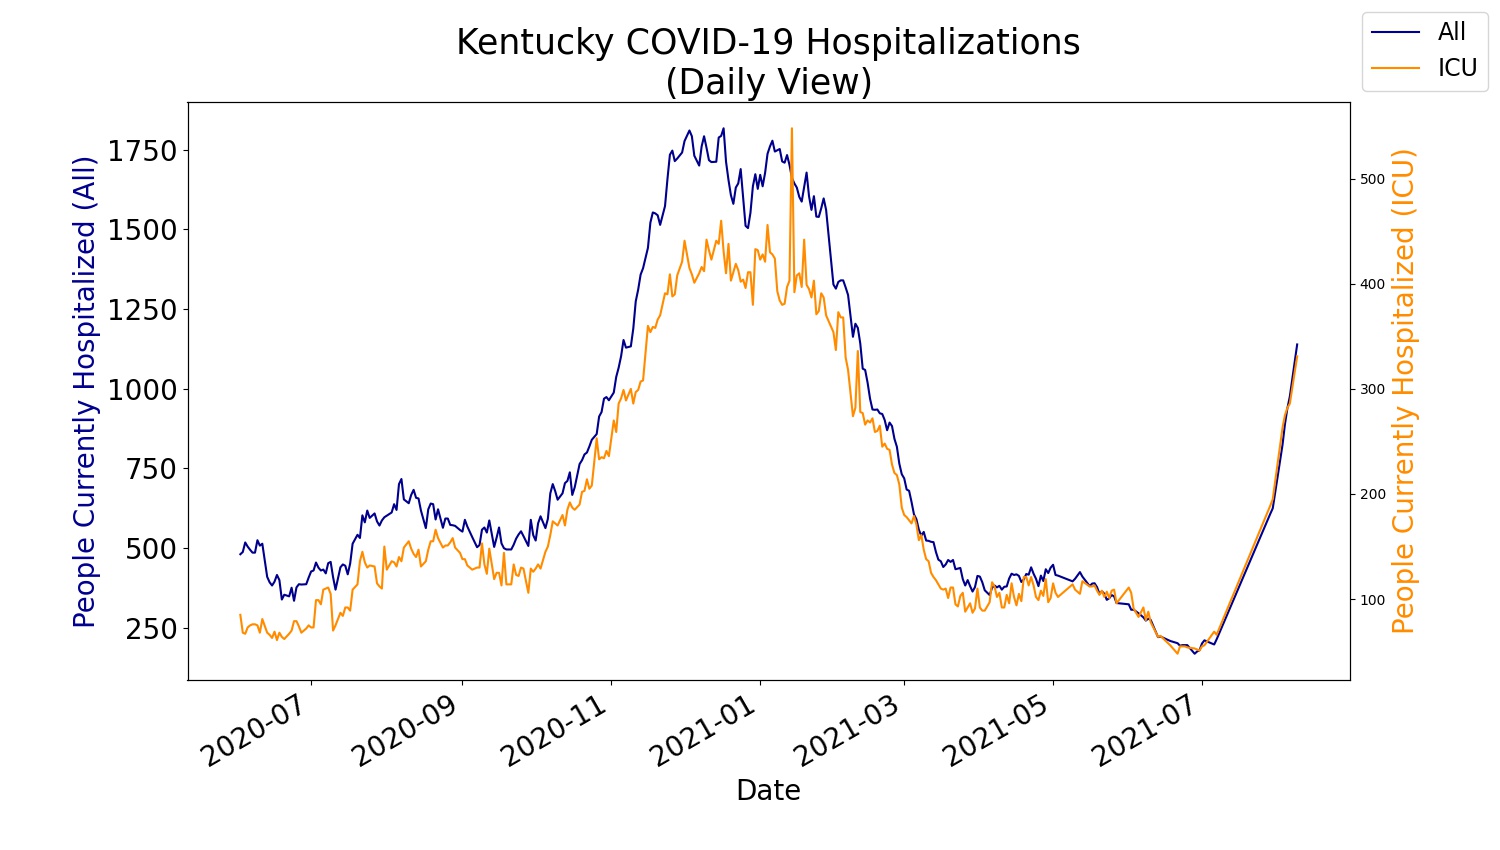 Kentucky COVID-19 Hospitalizations
(Daily View)
All
ICU
People Currently Hospitalized (All)
1750
1500
1250
1000
750
500
250
500
400
300
200
100
People Currently Hospitalized (ICU)
2020-07
2020-09
2020-11
2021-01
2021-03
2021-05
2021-07
Date